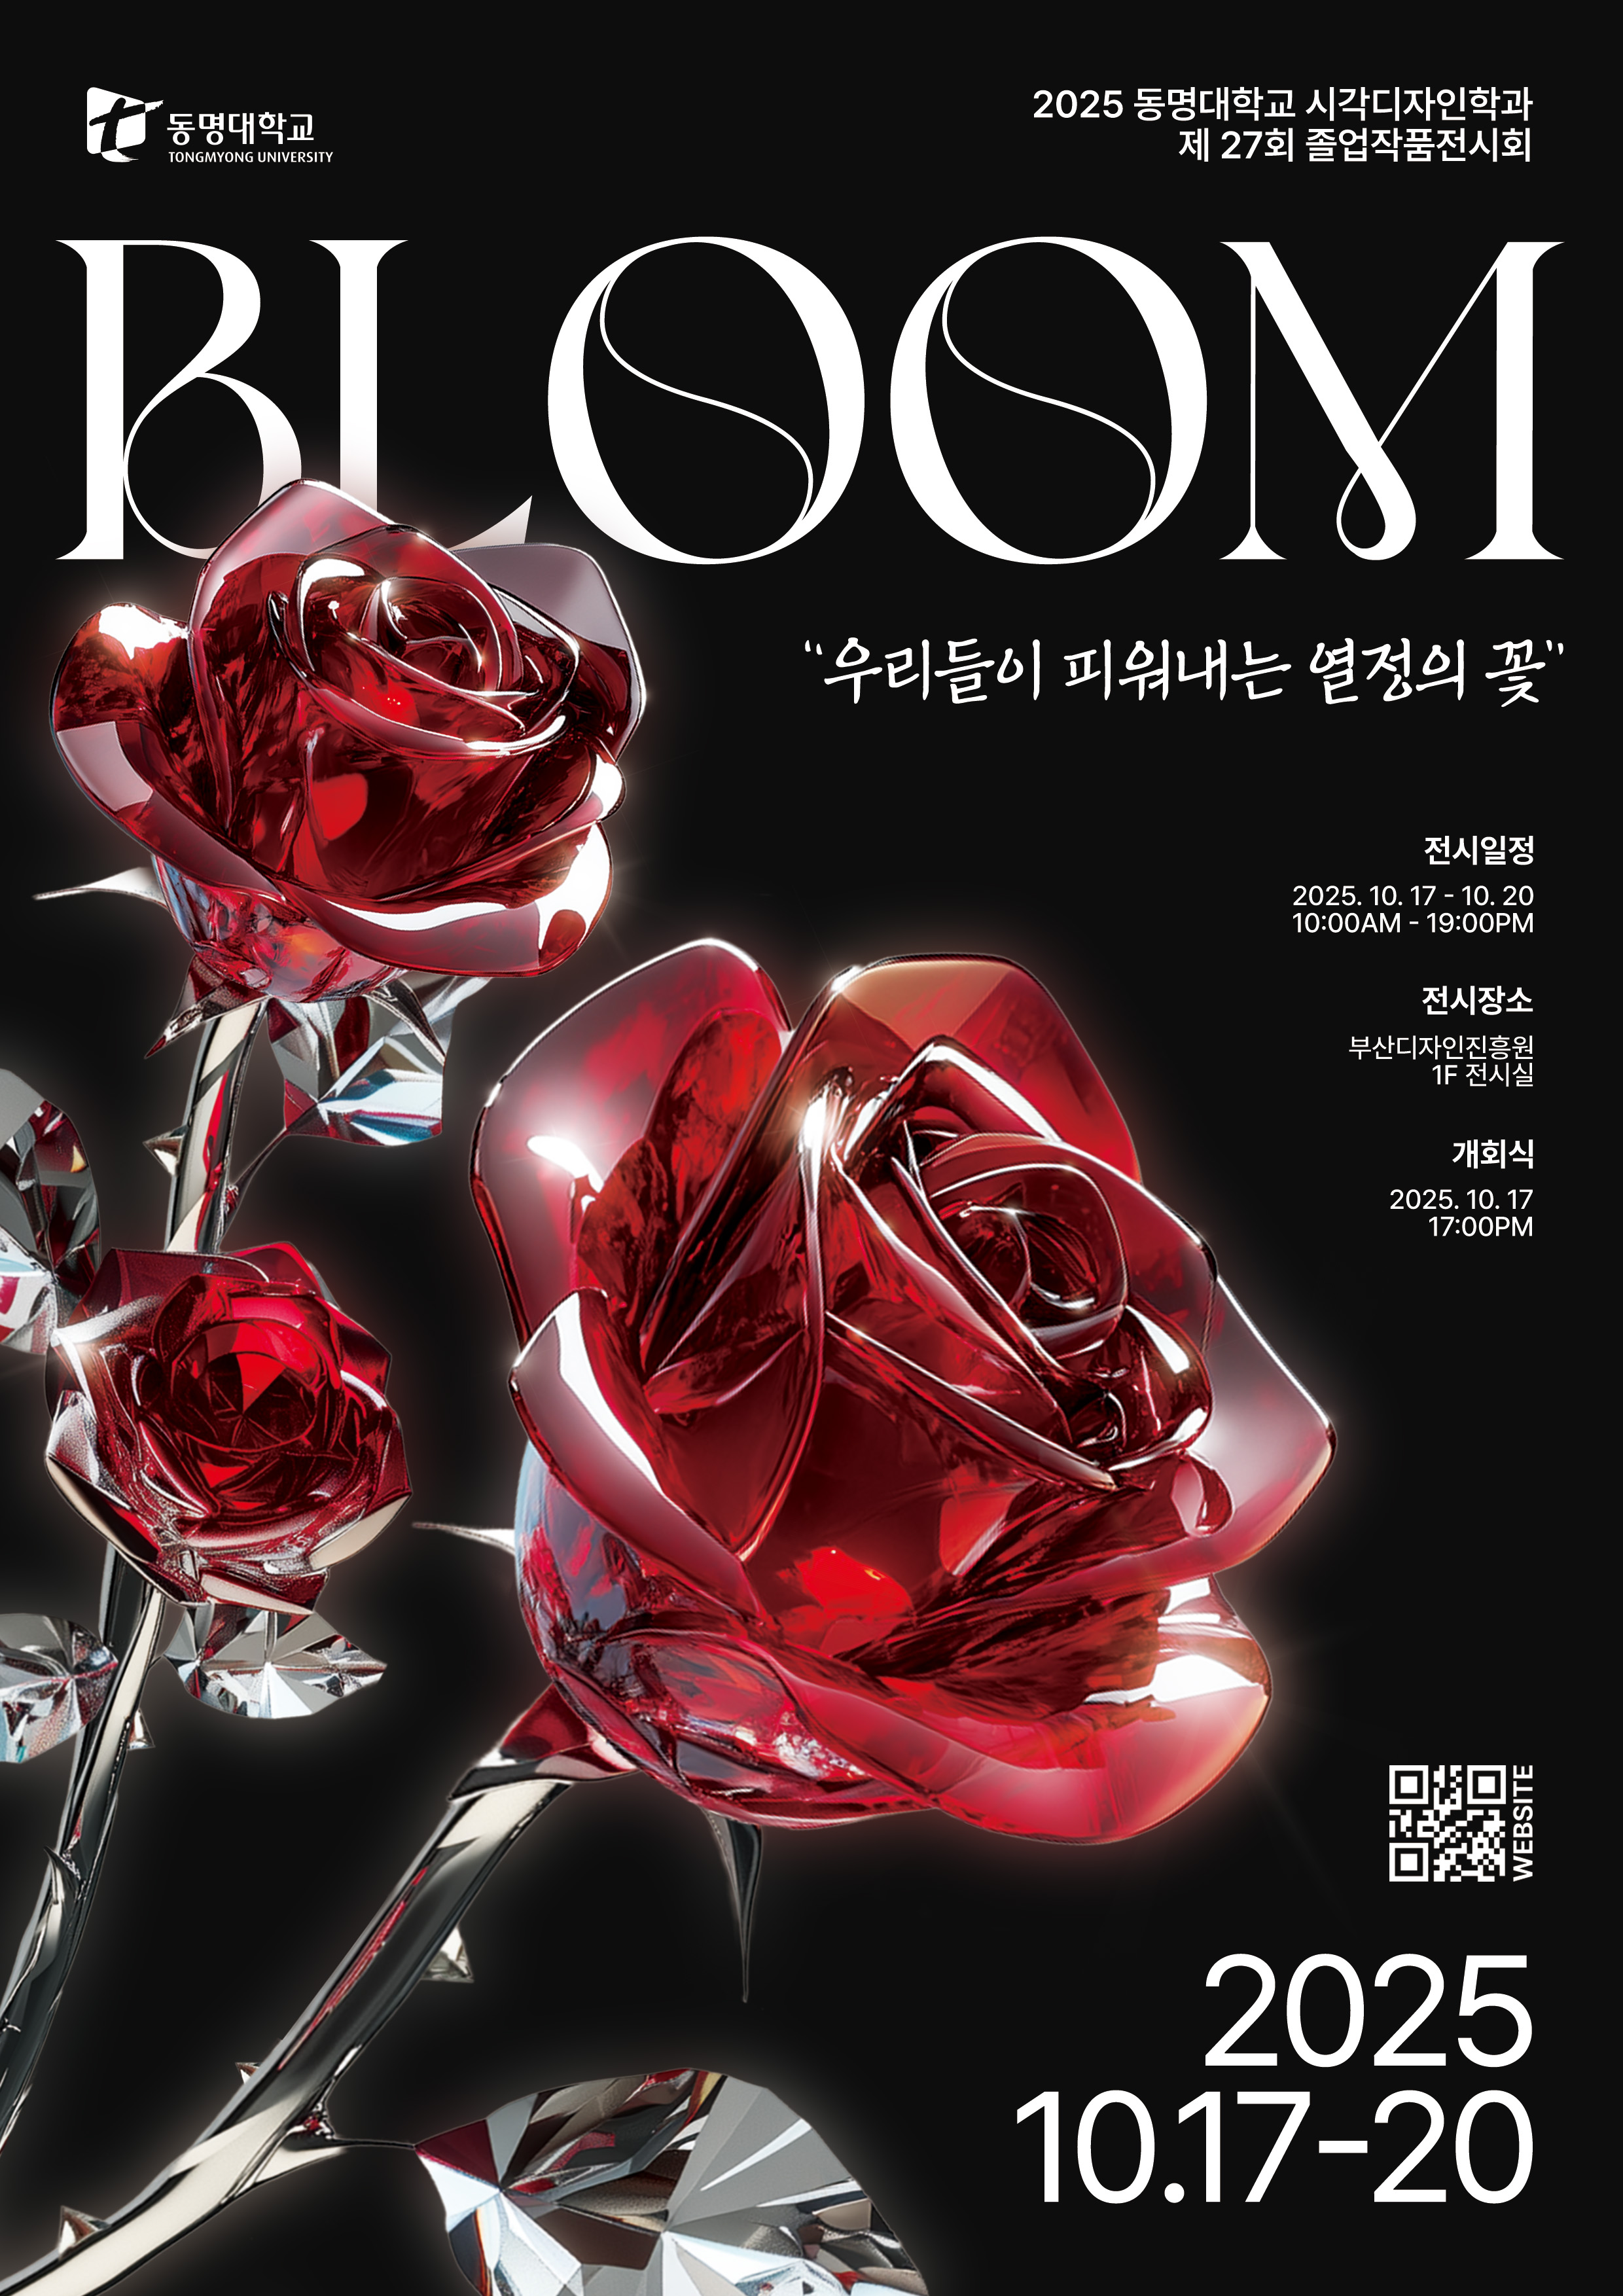 동명대학교
TONGMYONG UNIVERSITY
2025 동명대학교 시각디자인학과
제 27회 졸업작품전시회
BLOOM
“우리들이 피워내는 열정의 꽃”
전시일정
2025. 10. 17 - 10. 20
10:00AM - 19:00PM
전시장소
부산디자인진흥원
1F 전시실
개회식
2025. 10. 17
17:00PM
WEBSITE
2025
10.17-20